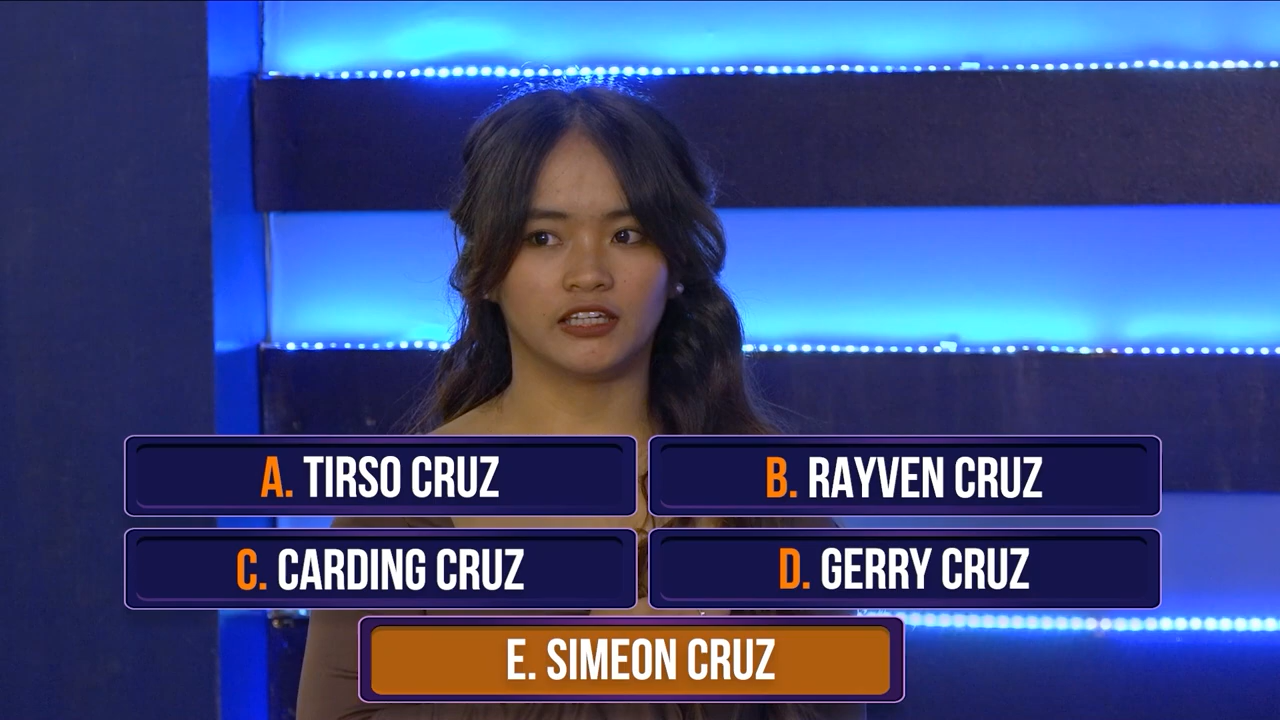 A. TIRSO CRUZ
B. RAYVEN CRUZ
C. CARDING CRUZ
D. GERRY CRUZ
E. SIMEON CRUZ